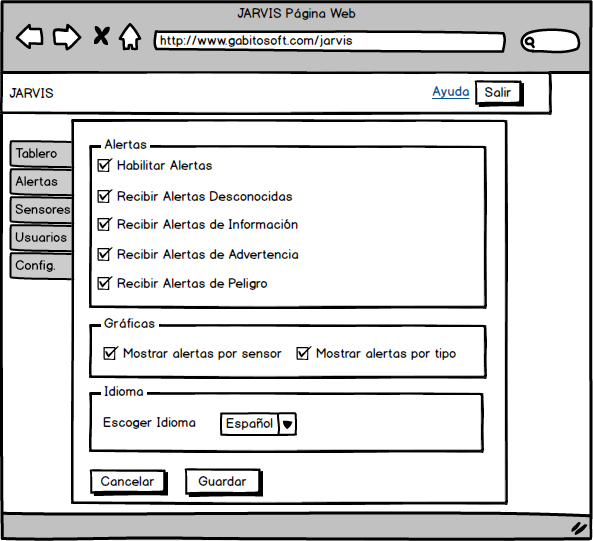 JARVIS Página Web
http://www.gabitosoft.com/jarvis
JARVIS
Ayuda
Salir
Tablero
Alertas
Sensores
Usuarios
Config.
Alertas
Habilitar Alertas
Recibir Alertas Desconocidas
Recibir Alertas de Información
Recibir Alertas de Advertencia
Recibir Alertas de Peligro
Gráficas
Mostrar alertas por sensor
Mostrar alertas por tipo
Idioma
Escoger Idioma
Español
Cancelar
Guardar